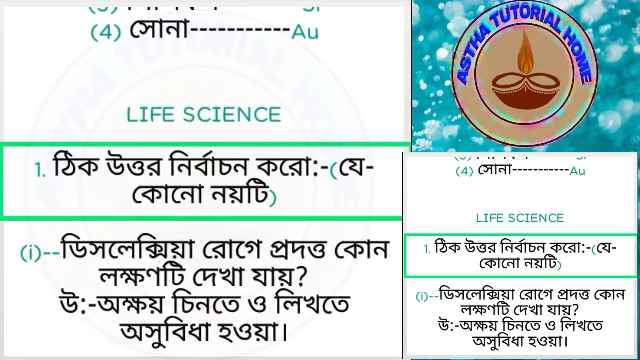 (4) সোনা-----------Au
LIFE SCIENCE
1. ঠিক উত্তর নির্বাচন করো:-(যে-
কোনো নয়টি)
(i)--ডিসলেক্সিয়া রোগে প্রদত্ত কোন
লক্ষণটি দেখা যায়?
উ:-অক্ষয় চিনতে ও লিখতে
অসুবিধা হওয়া।
ASTHA TUTORIAL HOME
(4) সোনা-----------Au
LIFE SCIENCE
1. ঠিক উত্তর নির্বাচন করো:-(যে-
কোনো নয়টি)
(i)--ডিসলেক্সিয়া রোগে প্রদত্ত কোন
লক্ষণটি দেখা যায়?
উ:-অক্ষয় চিনতে ও লিখতে
অসুবিধা হওয়া।